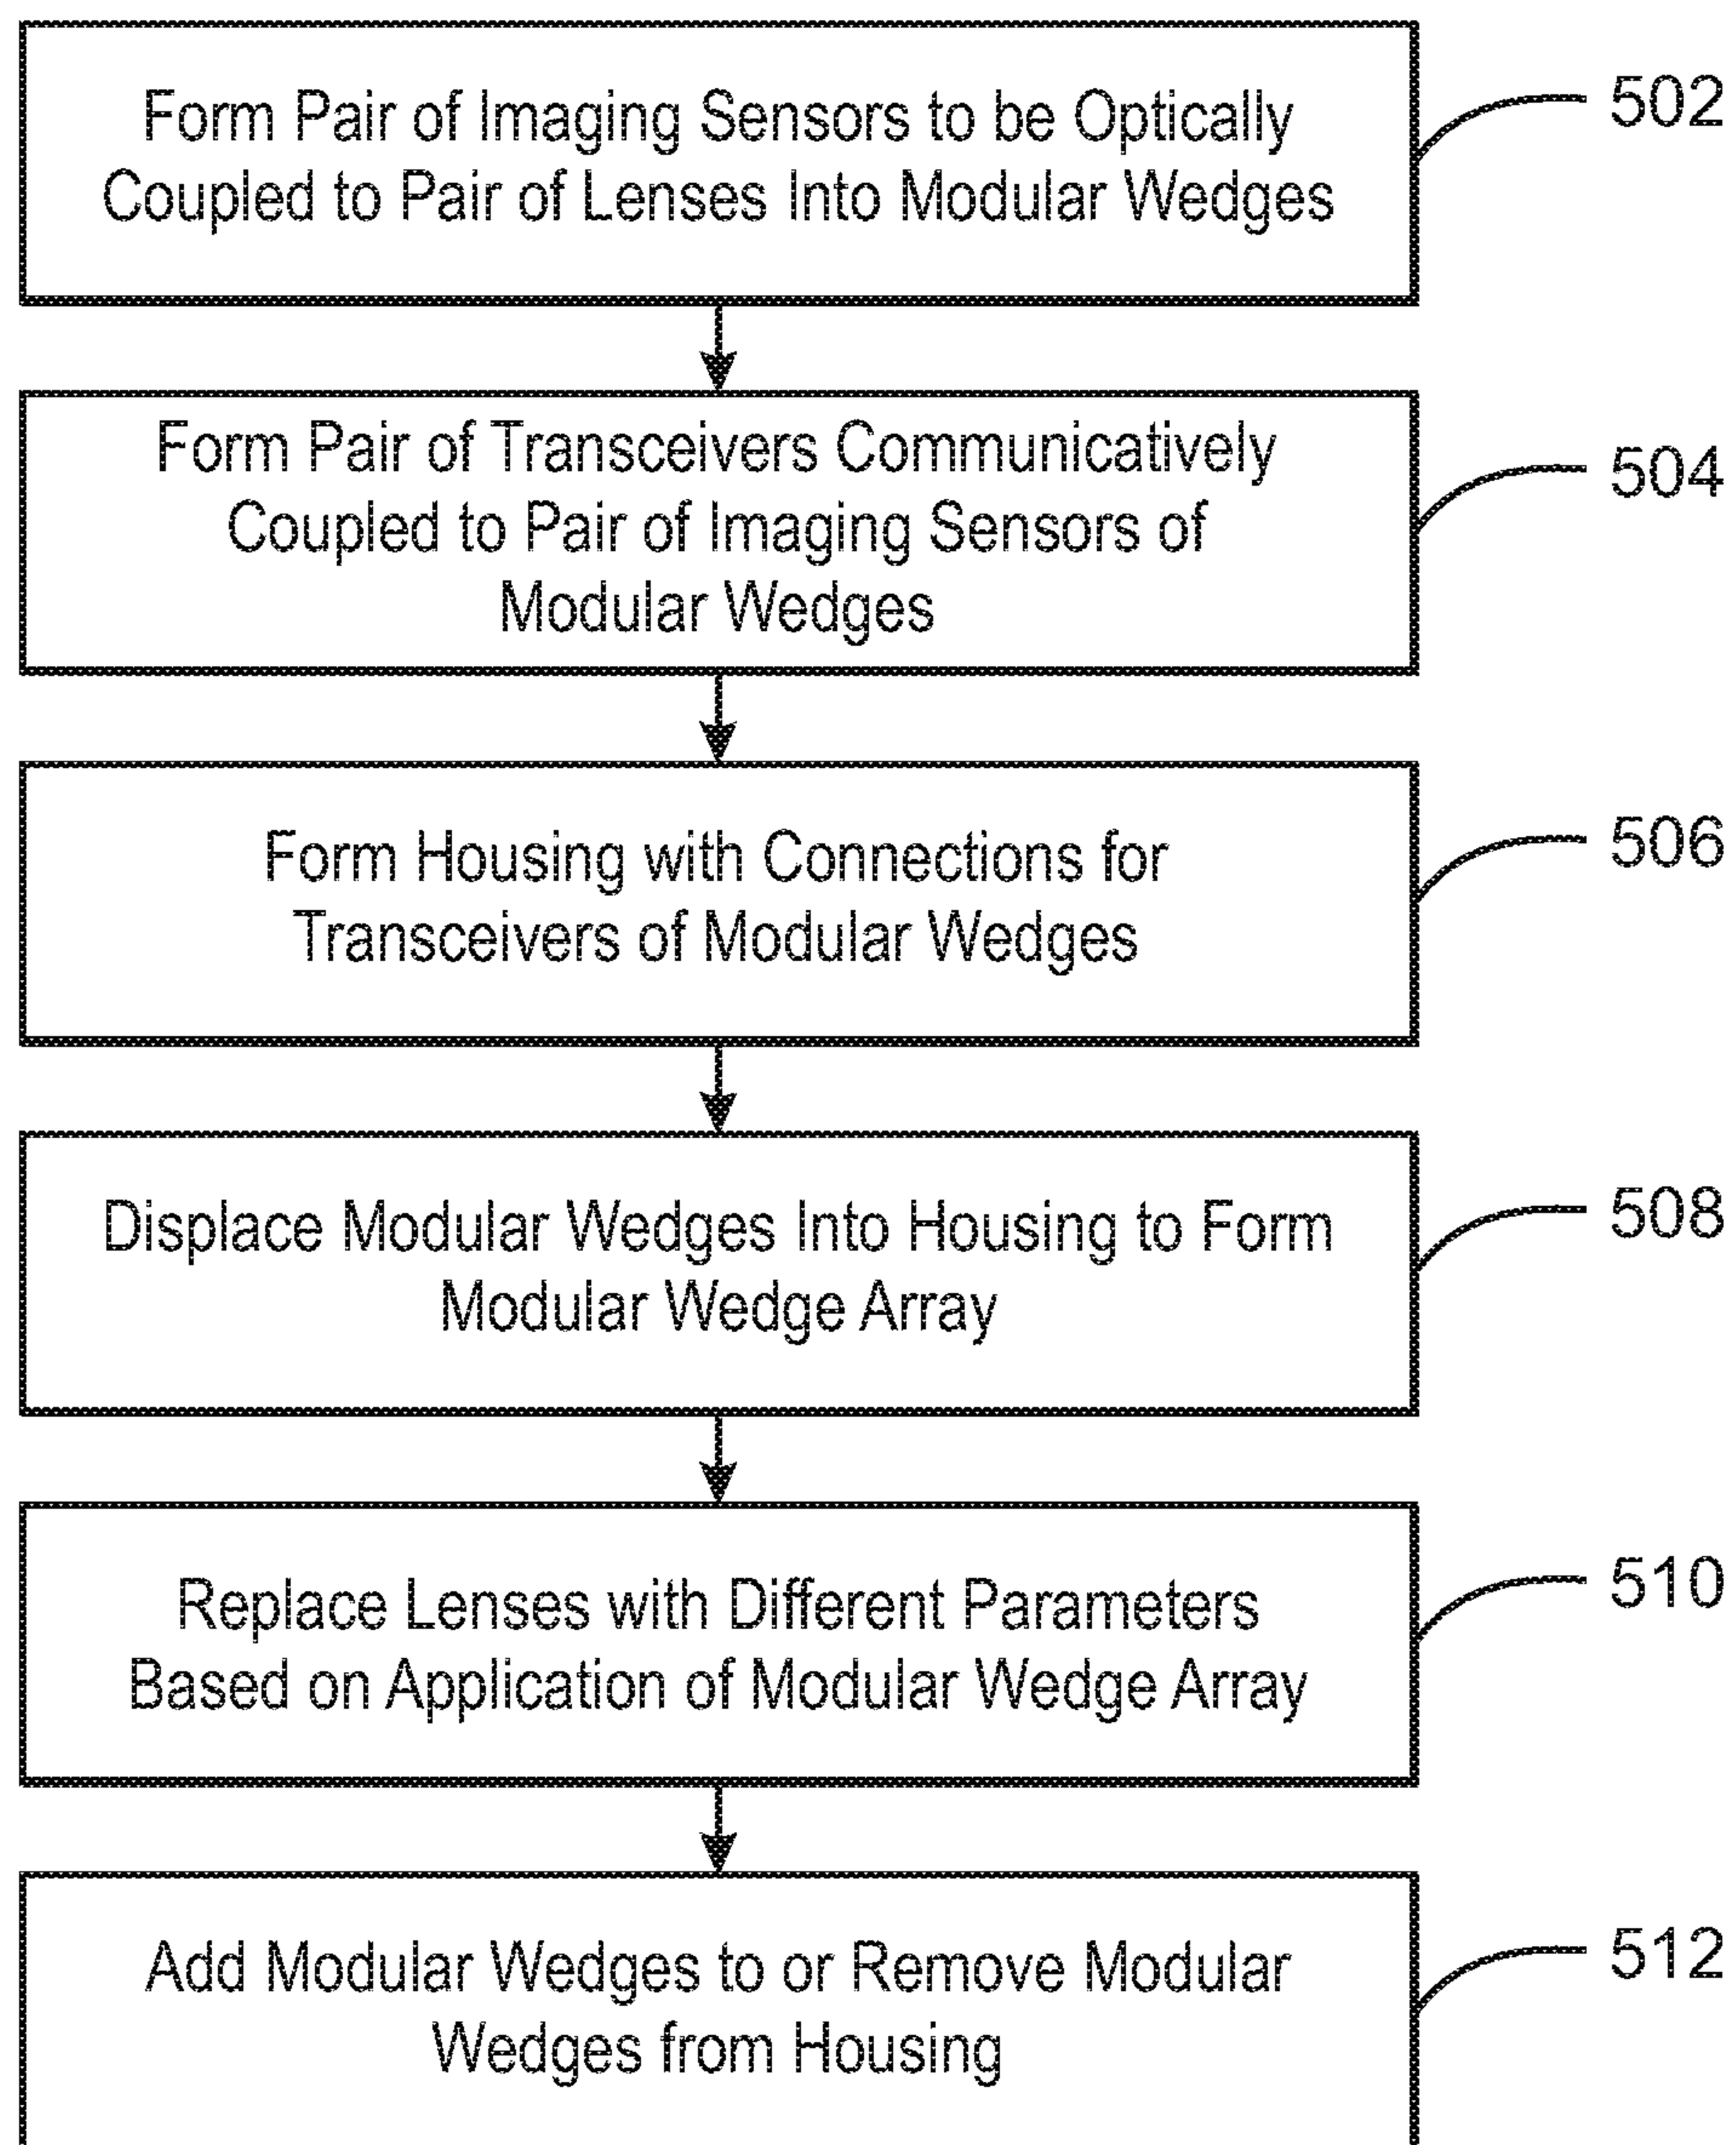 Form Pair of Imaging Sensors to be Optically
Coupled to Pair of Lenses Into Modular Wedges
502
Form Pair of Transceivers Communicatively
Coupled to Pair of Imaging Sensors of
Modular Wedges
504
Form Housing with Connections for
Transceivers of Modular Wedges
506
Displace Modular Wedges Into Housing to Form
Modular Wedge Array
508
Replace Lenses with Different Parameters
Based on Application of Modular Wedge Array
510
Add Modular Wedges to or Remove Modular
Wedges from Housing
512